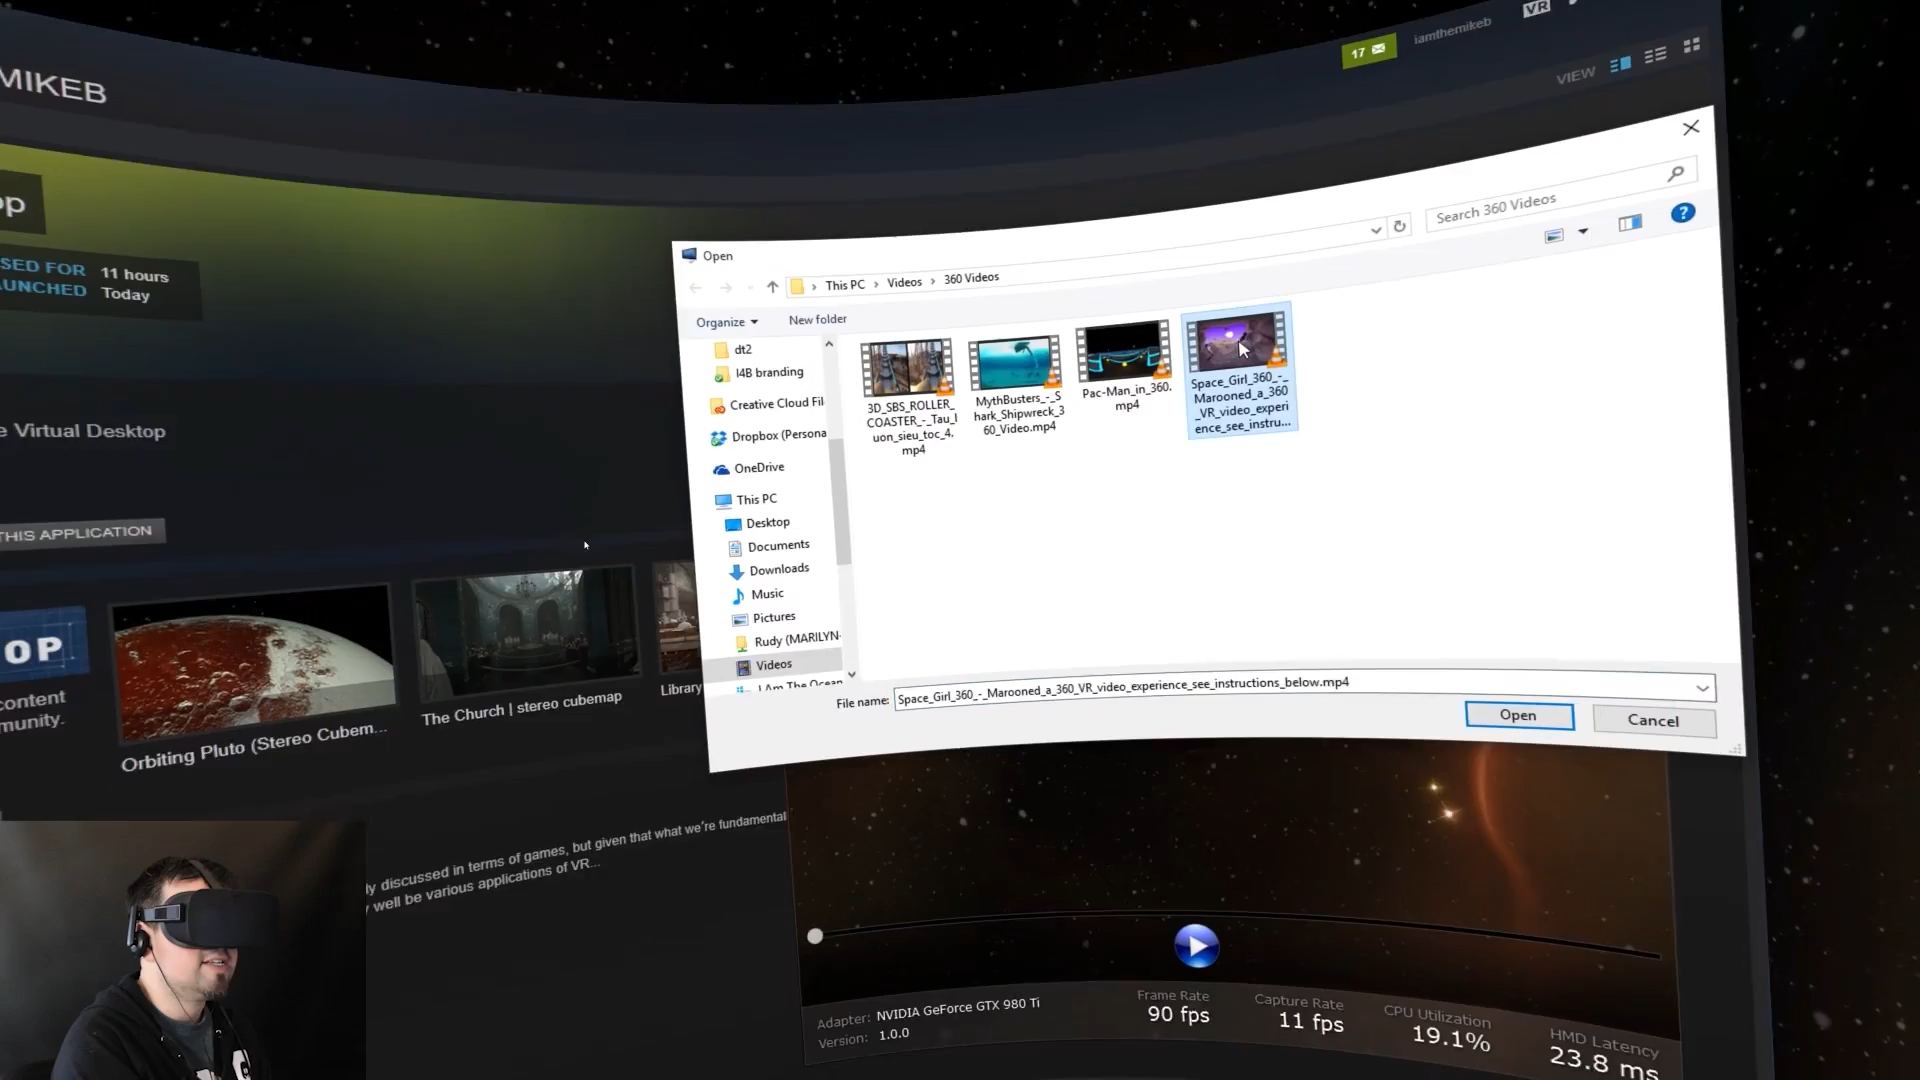 MIKEB
17
iamthemikeb
VR
VIEW
op
SED FOR 11 hours
UNCHED Today
e Virtual Desktop
THIS APPLICATION
OP
content
munity.
Orbiting Pluto (Stereo Cubem...
The Church | stereo cubemap
Library
ly discussed in terms of games, but given that what we're fundamental
well be various applications of VR...
Open
This PC > Videos > 360 Videos
Search 360 Videos
Organize
New folder
?
dt2
I4B branding
Creative Cloud Fil
Dropbox (Persona
OneDrive
This PC
Desktop
Documents
Downloads
Music
Pictures
Rudy (MARILYN-
Videos
I Am The Ocean
3D_SBS_ROLLER_
COASTER_-_Tau_l
uon_sieu_toc_4.
mp4
MythBusters_-_S
hark_Shipwreck_3
60_Video.mp4
Pac-Man_in_360.
mp4
Space_Girl_360_-_
Marooned_a_360
_VR_video_experi
ence_see_instru...
File name: Space_Girl_360_-_Marooned_a_360_VR_video_experience_see_instructions_below.mp4
Open
Cancel
Adapter: NVIDIA GeForce GTX 980 Ti
Version: 1.0.0
Frame Rate
90 fps
Capture Rate
11 fps
CPU Utilization
19.1%
HMD Latency
23.8 ms